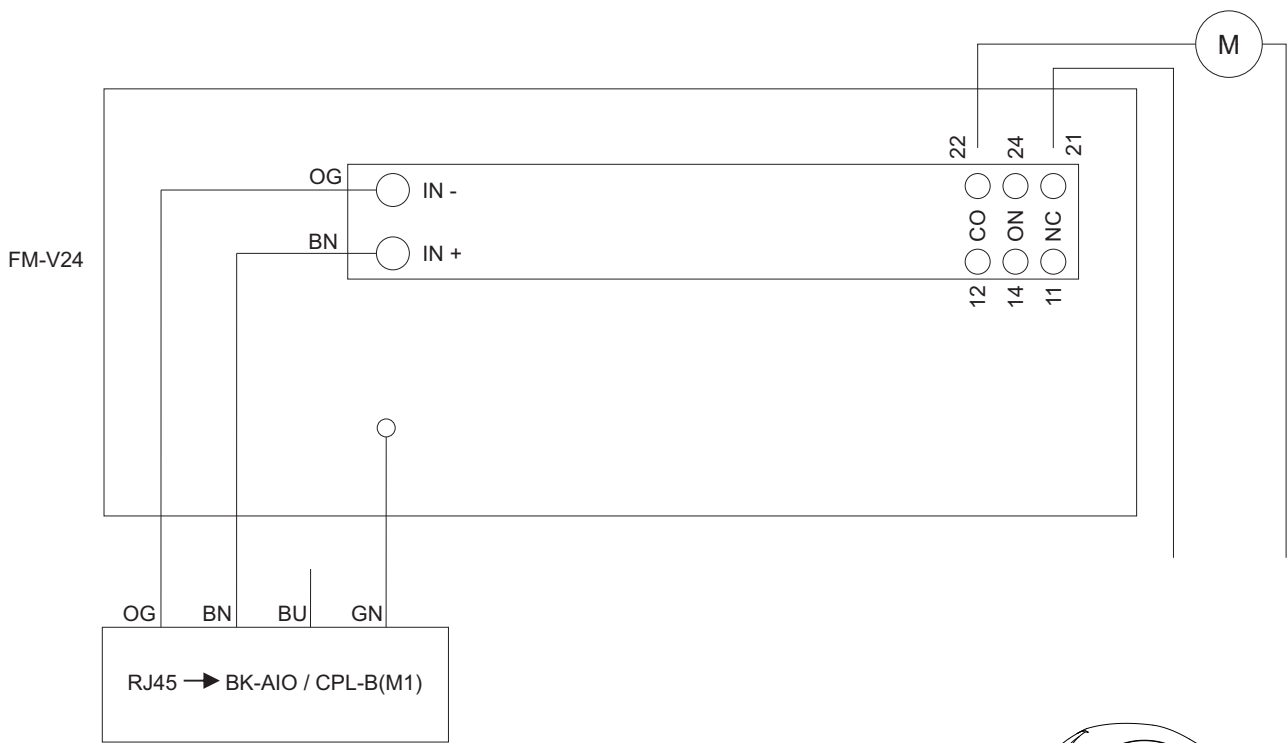 M
22
24
21
OG
IN -
CO
ON
NC
BN
IN +
FM-V24
12
14
11
OG
BN
BU
GN
RJ45 → BK-AIO / CPL-B(M1)